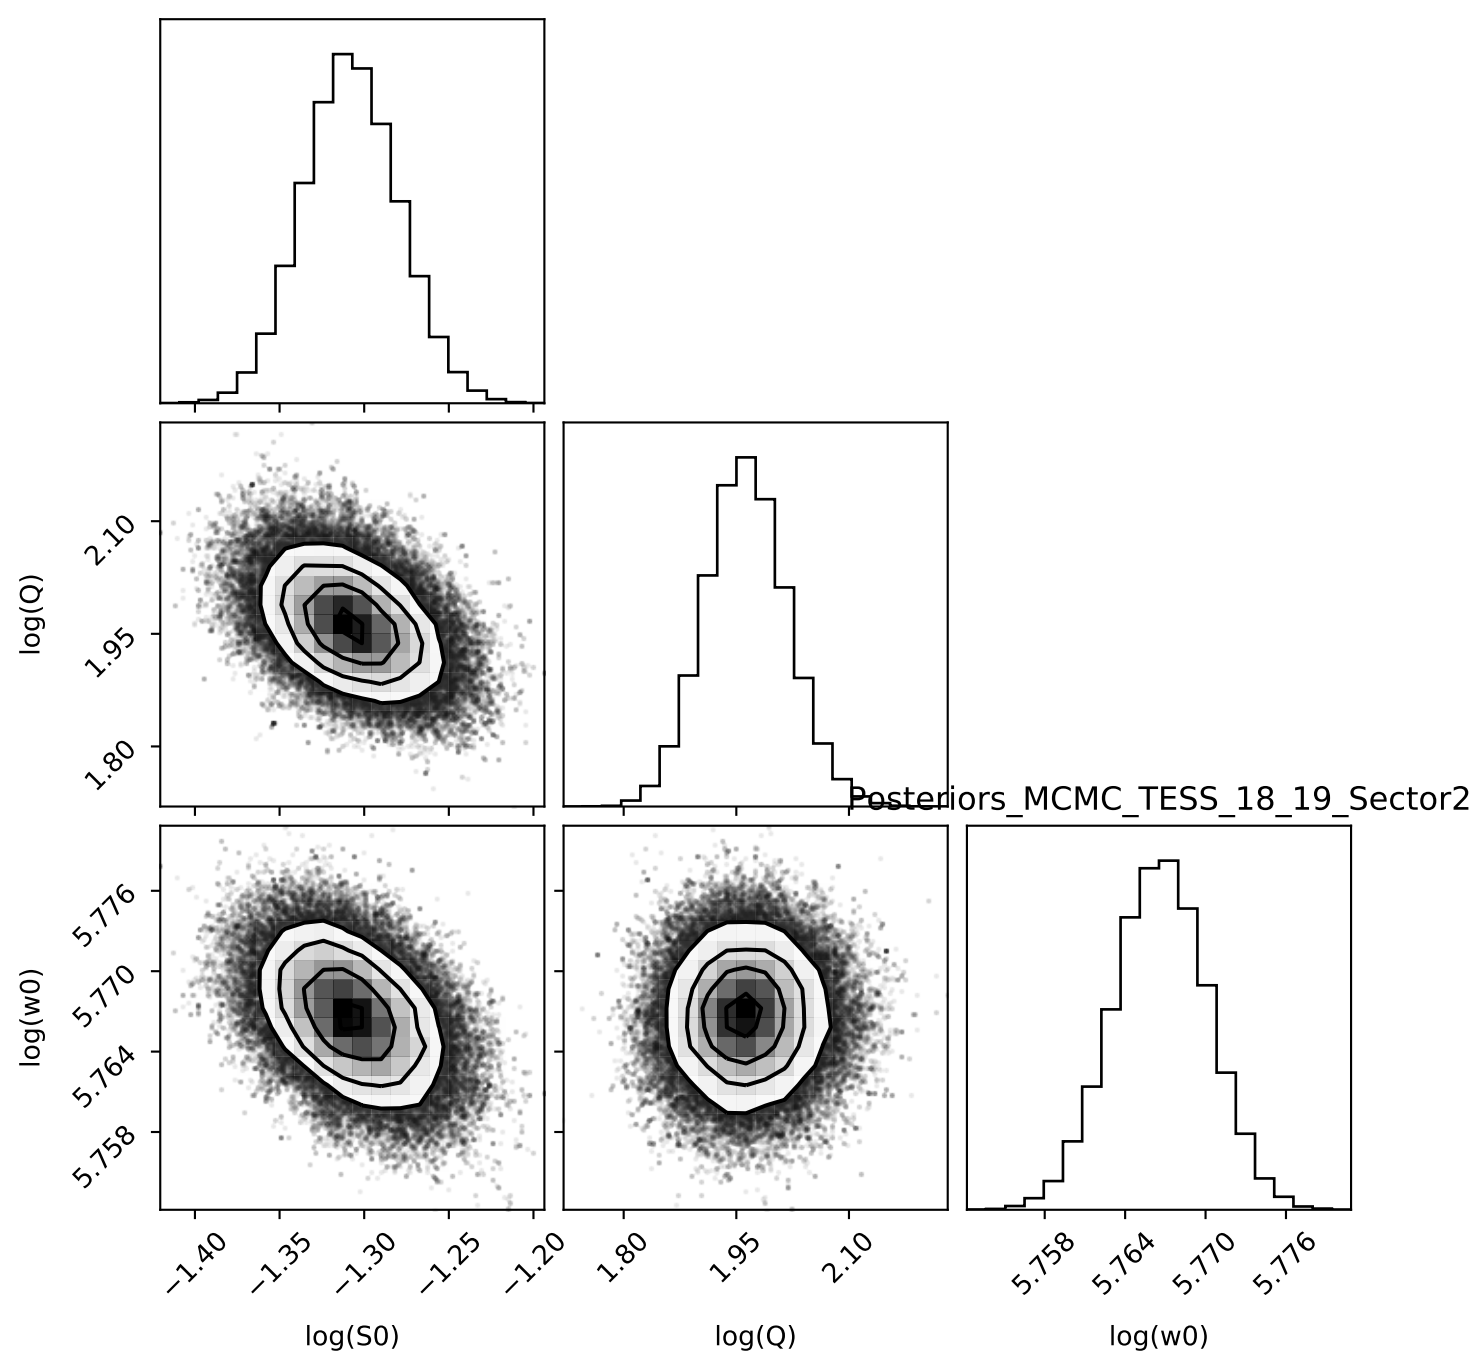 2.10
1.95
1.80
log(Q)
Posteriors_MCMC_TESS_18_19_Sector2
5.776
5.770
5.764
5.758
log(w0)
−1.40 −1.35 −1.30 −1.25 −1.20 1.80 1.95 2.10 5.758 5.764 5.770 5.776
log(S0) log(Q) log(w0)